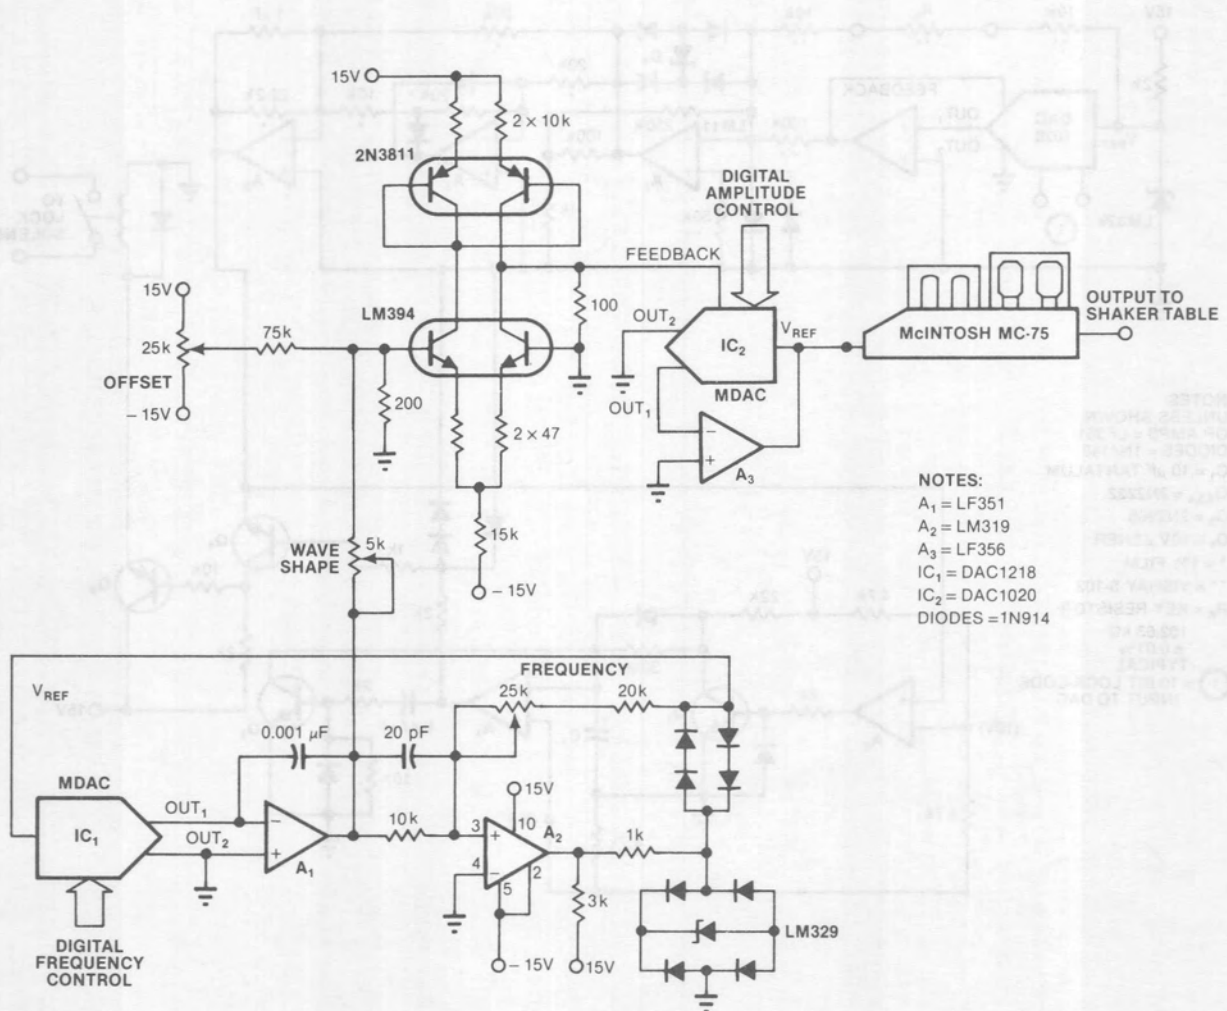 15V
2 × 10k
2N3811
DIGITAL
AMPLITUDE
CONTROL
FEEDBACK
15V
LM394
100
OUT₂
VREF
OUTPUT TO
SHAKER TABLE
25k
75k
IC₂
McINTOSH MC-75
OFFSET
MDAC
– 15V
200
OUT₁
2 × 47
–
+
A₃
NOTES:
A₁ = LF351
A₂ = LM319
A₃ = LF356
IC₁ = DAC1218
IC₂ = DAC1020
DIODES = 1N914
5k
WAVE
SHAPE
15k
– 15V
FREQUENCY
VREF
25k
20k
0.001 µF
20 pF
MDAC
15V
OUT₁
–
IC₁
OUT₂
+
A₁
10k
3
+
10
A₂
1k
4
–
5
2
3k
LM329
DIGITAL
FREQUENCY
CONTROL
– 15V
15V